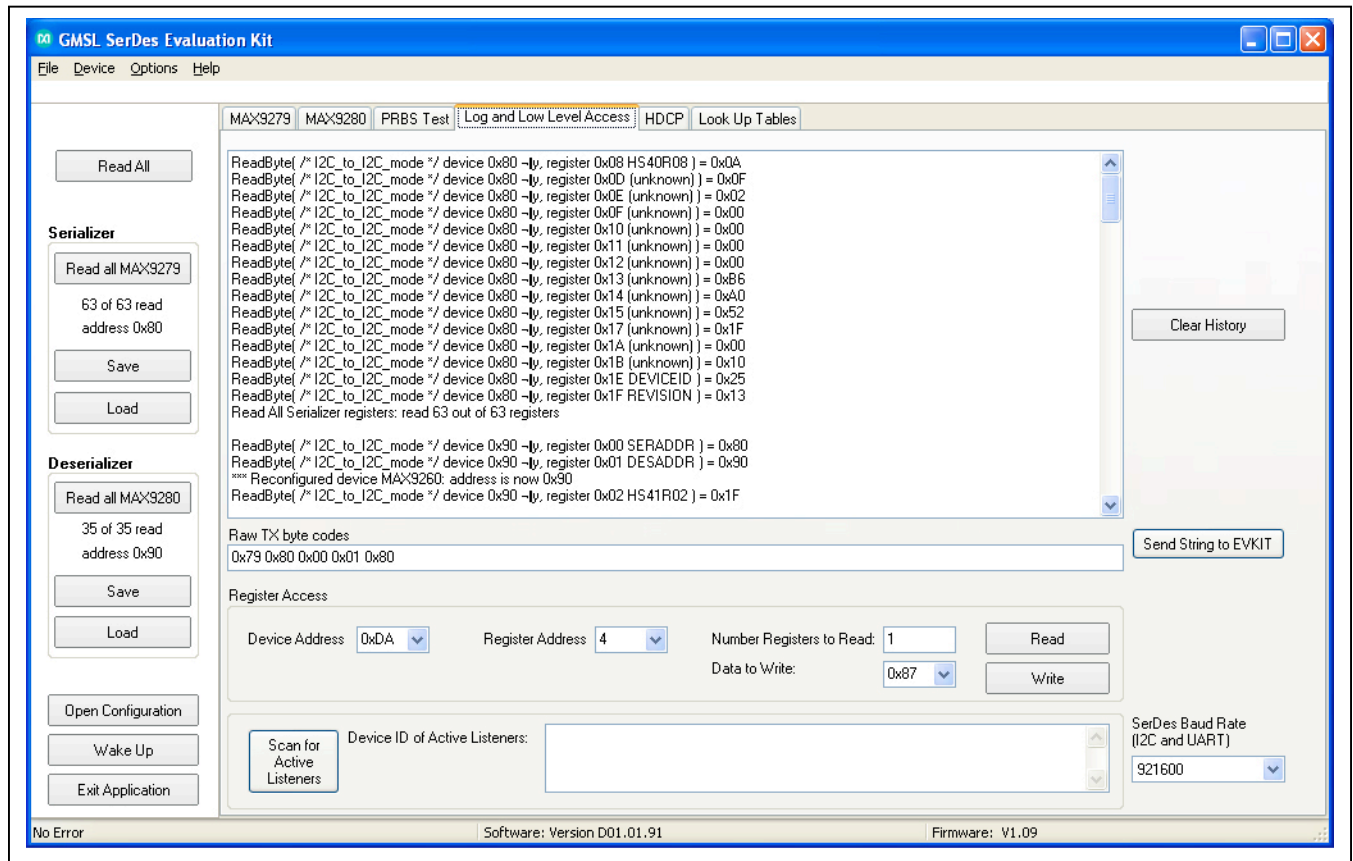 GMSL SerDes Evaluation Kit
File Device Options Help
MAX9279 MAX9280 PRBS Test Log and Low Level Access HDCP Look Up Tables
Read All
Serializer
Read all MAX9279
63 of 63 read
address 0x80
Save
Load
Deserializer
Read all MAX9280
35 of 35 read
address 0x90
Save
Load
Open Configuration
Wake Up
Exit Application
ReadByte( /* I2C_to_I2C_mode */ device 0x80 ¬ly, register 0x08 HS40R08 ) = 0x0A
ReadByte( /* I2C_to_I2C_mode */ device 0x80 ¬ly, register 0x0D (unknown) ) = 0x0F
ReadByte( /* I2C_to_I2C_mode */ device 0x80 ¬ly, register 0x0E (unknown) ) = 0x02
ReadByte( /* I2C_to_I2C_mode */ device 0x80 ¬ly, register 0x0F (unknown) ) = 0x00
ReadByte( /* I2C_to_I2C_mode */ device 0x80 ¬ly, register 0x10 (unknown) ) = 0x00
ReadByte( /* I2C_to_I2C_mode */ device 0x80 ¬ly, register 0x11 (unknown) ) = 0x00
ReadByte( /* I2C_to_I2C_mode */ device 0x80 ¬ly, register 0x12 (unknown) ) = 0x00
ReadByte( /* I2C_to_I2C_mode */ device 0x80 ¬ly, register 0x13 (unknown) ) = 0xB6
ReadByte( /* I2C_to_I2C_mode */ device 0x80 ¬ly, register 0x14 (unknown) ) = 0xA0
ReadByte( /* I2C_to_I2C_mode */ device 0x80 ¬ly, register 0x15 (unknown) ) = 0x52
ReadByte( /* I2C_to_I2C_mode */ device 0x80 ¬ly, register 0x17 (unknown) ) = 0x1F
ReadByte( /* I2C_to_I2C_mode */ device 0x80 ¬ly, register 0x1A (unknown) ) = 0x00
ReadByte( /* I2C_to_I2C_mode */ device 0x80 ¬ly, register 0x1B (unknown) ) = 0x10
ReadByte( /* I2C_to_I2C_mode */ device 0x80 ¬ly, register 0x1E DEVICEID ) = 0x25
ReadByte( /* I2C_to_I2C_mode */ device 0x80 ¬ly, register 0x1F REVISION ) = 0x13
Read All Serializer registers: read 63 out of 63 registers
ReadByte( /* I2C_to_I2C_mode */ device 0x90 ¬ly, register 0x00 SERADDR ) = 0x80
ReadByte( /* I2C_to_I2C_mode */ device 0x90 ¬ly, register 0x01 DESADDR ) = 0x90
*** Reconfigured device MAX9260: address is now 0x90
ReadByte( /* I2C_to_I2C_mode */ device 0x90 ¬ly, register 0x02 HS41R02 ) = 0x1F
Clear History
Raw TX byte codes
0x79 0x80 0x00 0x01 0x80
Send String to EVKIT
Register Access
Device Address 0xDA Register Address 4 Number Registers to Read: 1 Read
Data to Write: 0x87 Write
Scan for
Active
Listeners
Device ID of Active Listeners:
SerDes Baud Rate
(I2C and UART)
921600
No Error Software: Version D01.01.91 Firmware: V1.09